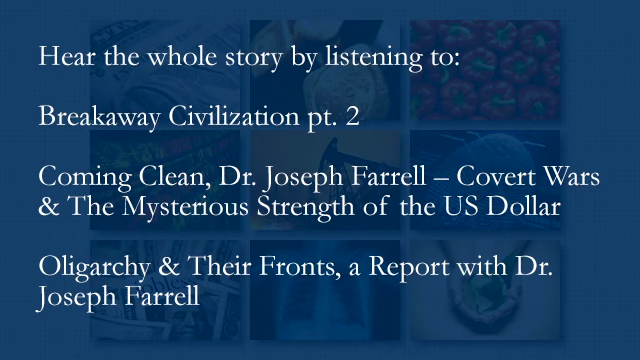 Hear the whole story by listening to:
Breakaway Civilization pt. 2
Coming Clean, Dr. Joseph Farrell – Covert Wars
& The Mysterious Strength of the US Dollar
Oligarchy & Their Fronts, a Report with Dr.
Joseph Farrell